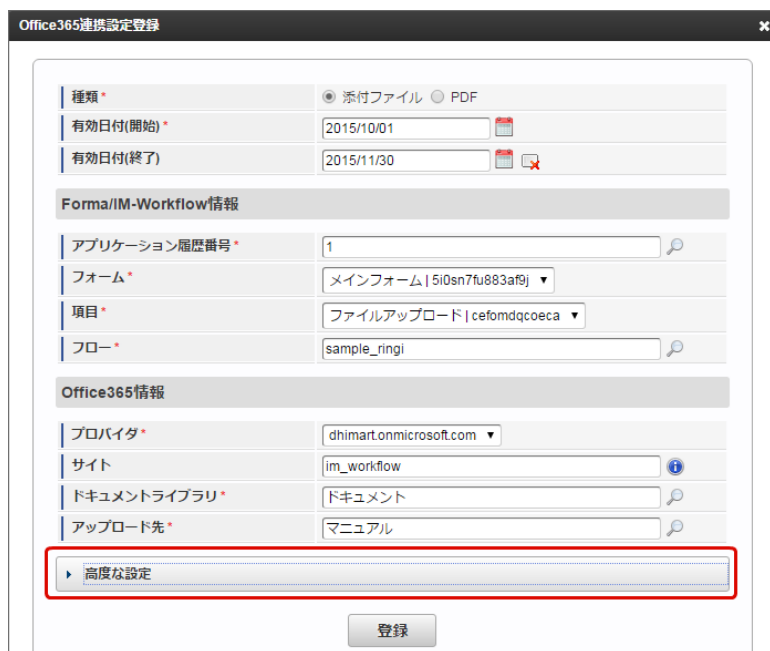 Office365連携設定登録
種類* 添付ファイル PDF
有効日付(開始)* 2015/10/01
有効日付(終了) 2015/11/30
Forma/IM-Workflow情報
アプリケーション履歴番号* 1
フォーム* メインフォーム | 5i0sn7fu883af9j
項目* ファイルアップロード | cefomdqcoeca
フロー* sample_ringi
Office365情報
プロバイダ* dhimart.onmicrosoft.com
サイト im_workflow
ドキュメントライブラリ* ドキュメント
アップロード先* マニュアル
高度な設定
登録